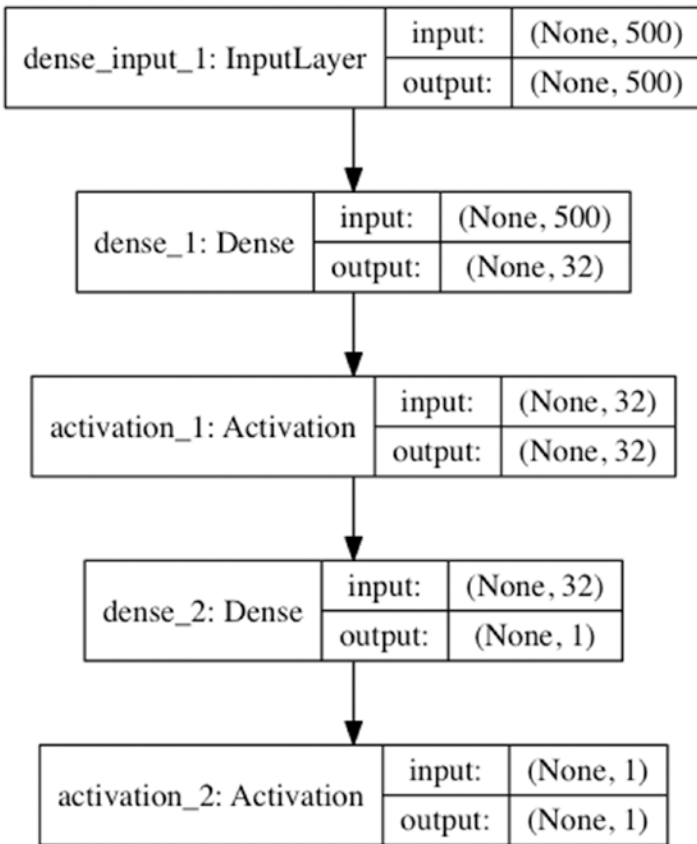 dense_input_1: InputLayer
input: (None, 500)
output: (None, 500)
dense_1: Dense
input: (None, 500)
output: (None, 32)
activation_1: Activation
input: (None, 32)
output: (None, 32)
dense_2: Dense
input: (None, 32)
output: (None, 1)
activation_2: Activation
input: (None, 1)
output: (None, 1)